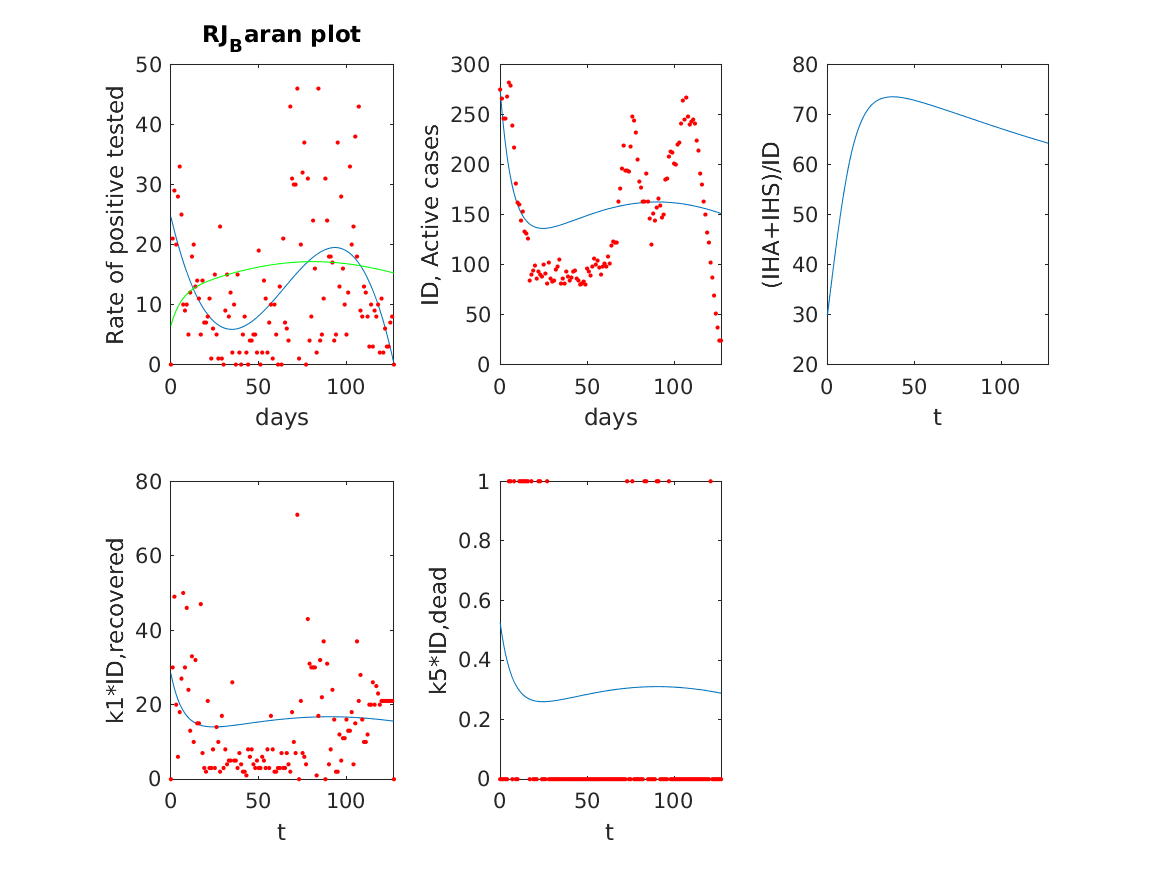 RJ_Baran plot
50
40
30
20
10
0
0 50 100
Rate of positive tested
days
300
250
200
150
100
50
0
0 50 100
ID, Active cases
days
80
70
60
50
40
30
20
0 50 100
(IHA+IHS)/ID
t
80
60
40
20
0
0 50 100
k1*ID,recovered
t
1
0.8
0.6
0.4
0.2
0
0 50 100
k5*ID,dead
t